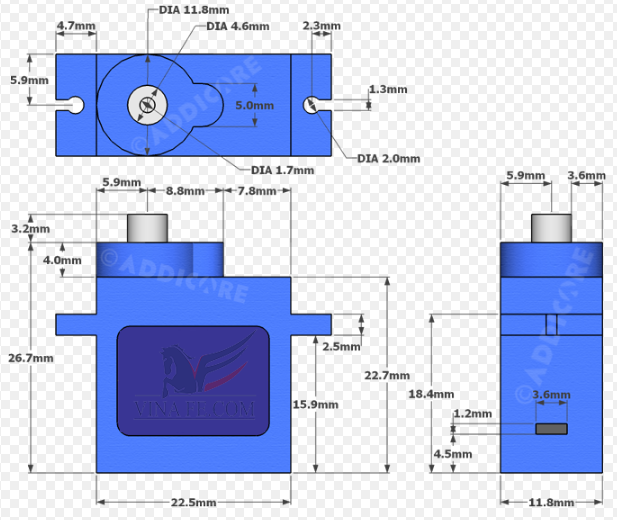 DIA 11.8mm
4.7mm
DIA 4.6mm
2.3mm
5.9mm
1.3mm
5.0mm
DIA 2.0mm
DIA 1.7mm
© ADDICORE
5.9mm
8.8mm
7.8mm
5.9mm
3.6mm
3.2mm
4.0mm
© ADDICORE
26.7mm
2.5mm
22.7mm
15.9mm
18.4mm
© ADDICORE
3.6mm
1.2mm
4.5mm
22.5mm
11.8mm